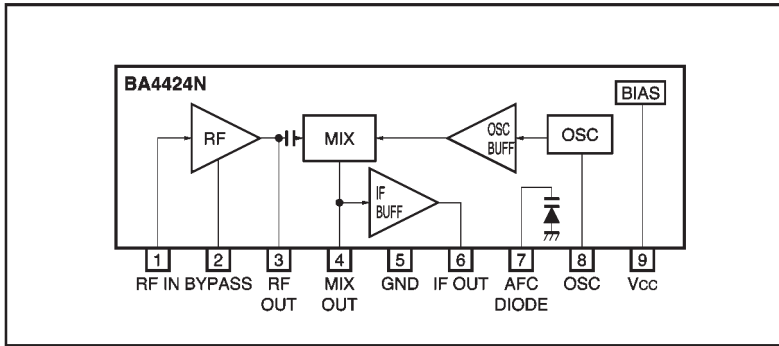 BA4424N
BIAS
RF
MIX
OSC
BUFF
OSC
IF
BUFF
1 2 3 4 5 6 7 8 9
RF IN BYPASS RF OUT MIX OUT GND IF OUT AFC DIODE OSC Vcc